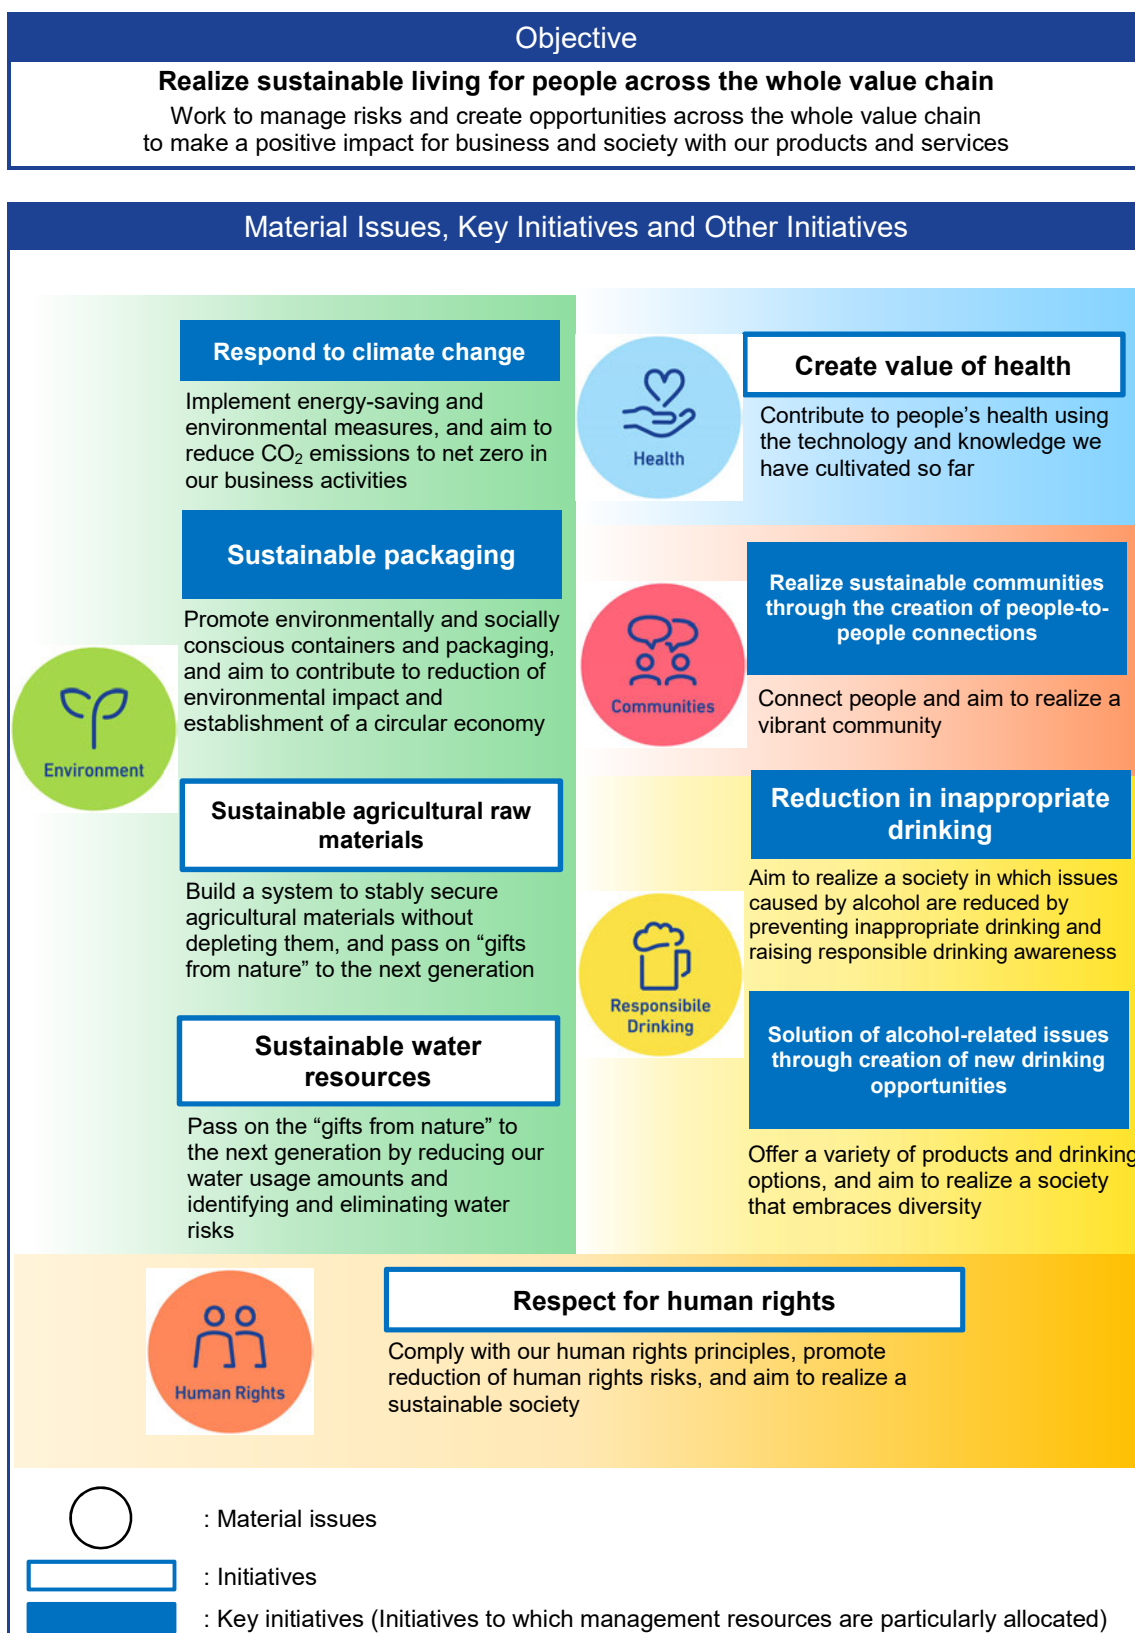 Objective
Realize sustainable living for people across the whole value chain
Work to manage risks and create opportunities across the whole value chain
to make a positive impact for business and society with our products and services
Material Issues, Key Initiatives and Other Initiatives
Environment
Respond to climate change
Implement energy-saving and
environmental measures, and aim to
reduce CO₂ emissions to net zero in
our business activities
Sustainable packaging
Promote environmentally and socially
conscious containers and packaging,
and aim to contribute to reduction of
environmental impact and
establishment of a circular economy
Sustainable agricultural raw
materials
Build a system to stably secure
agricultural materials without
depleting them, and pass on “gifts
from nature” to the next generation
Sustainable water
resources
Pass on the “gifts from nature” to
the next generation by reducing our
water usage amounts and
identifying and eliminating water
risks
Health
Create value of health
Contribute to people’s health using
the technology and knowledge we
have cultivated so far
Communities
Realize sustainable communities
through the creation of people-to-
people connections
Connect people and aim to realize a
vibrant community
Responsibile
Drinking
Reduction in inappropriate
drinking
Aim to realize a society in which issues
caused by alcohol are reduced by
preventing inappropriate drinking and
raising responsible drinking awareness
Solution of alcohol-related issues
through creation of new drinking
opportunities
Offer a variety of products and drinking
options, and aim to realize a society
that embraces diversity
Human Rights
Respect for human rights
Comply with our human rights principles, promote
reduction of human rights risks, and aim to realize a
sustainable society
: Material issues
: Initiatives
: Key initiatives (Initiatives to which management resources are particularly allocated)